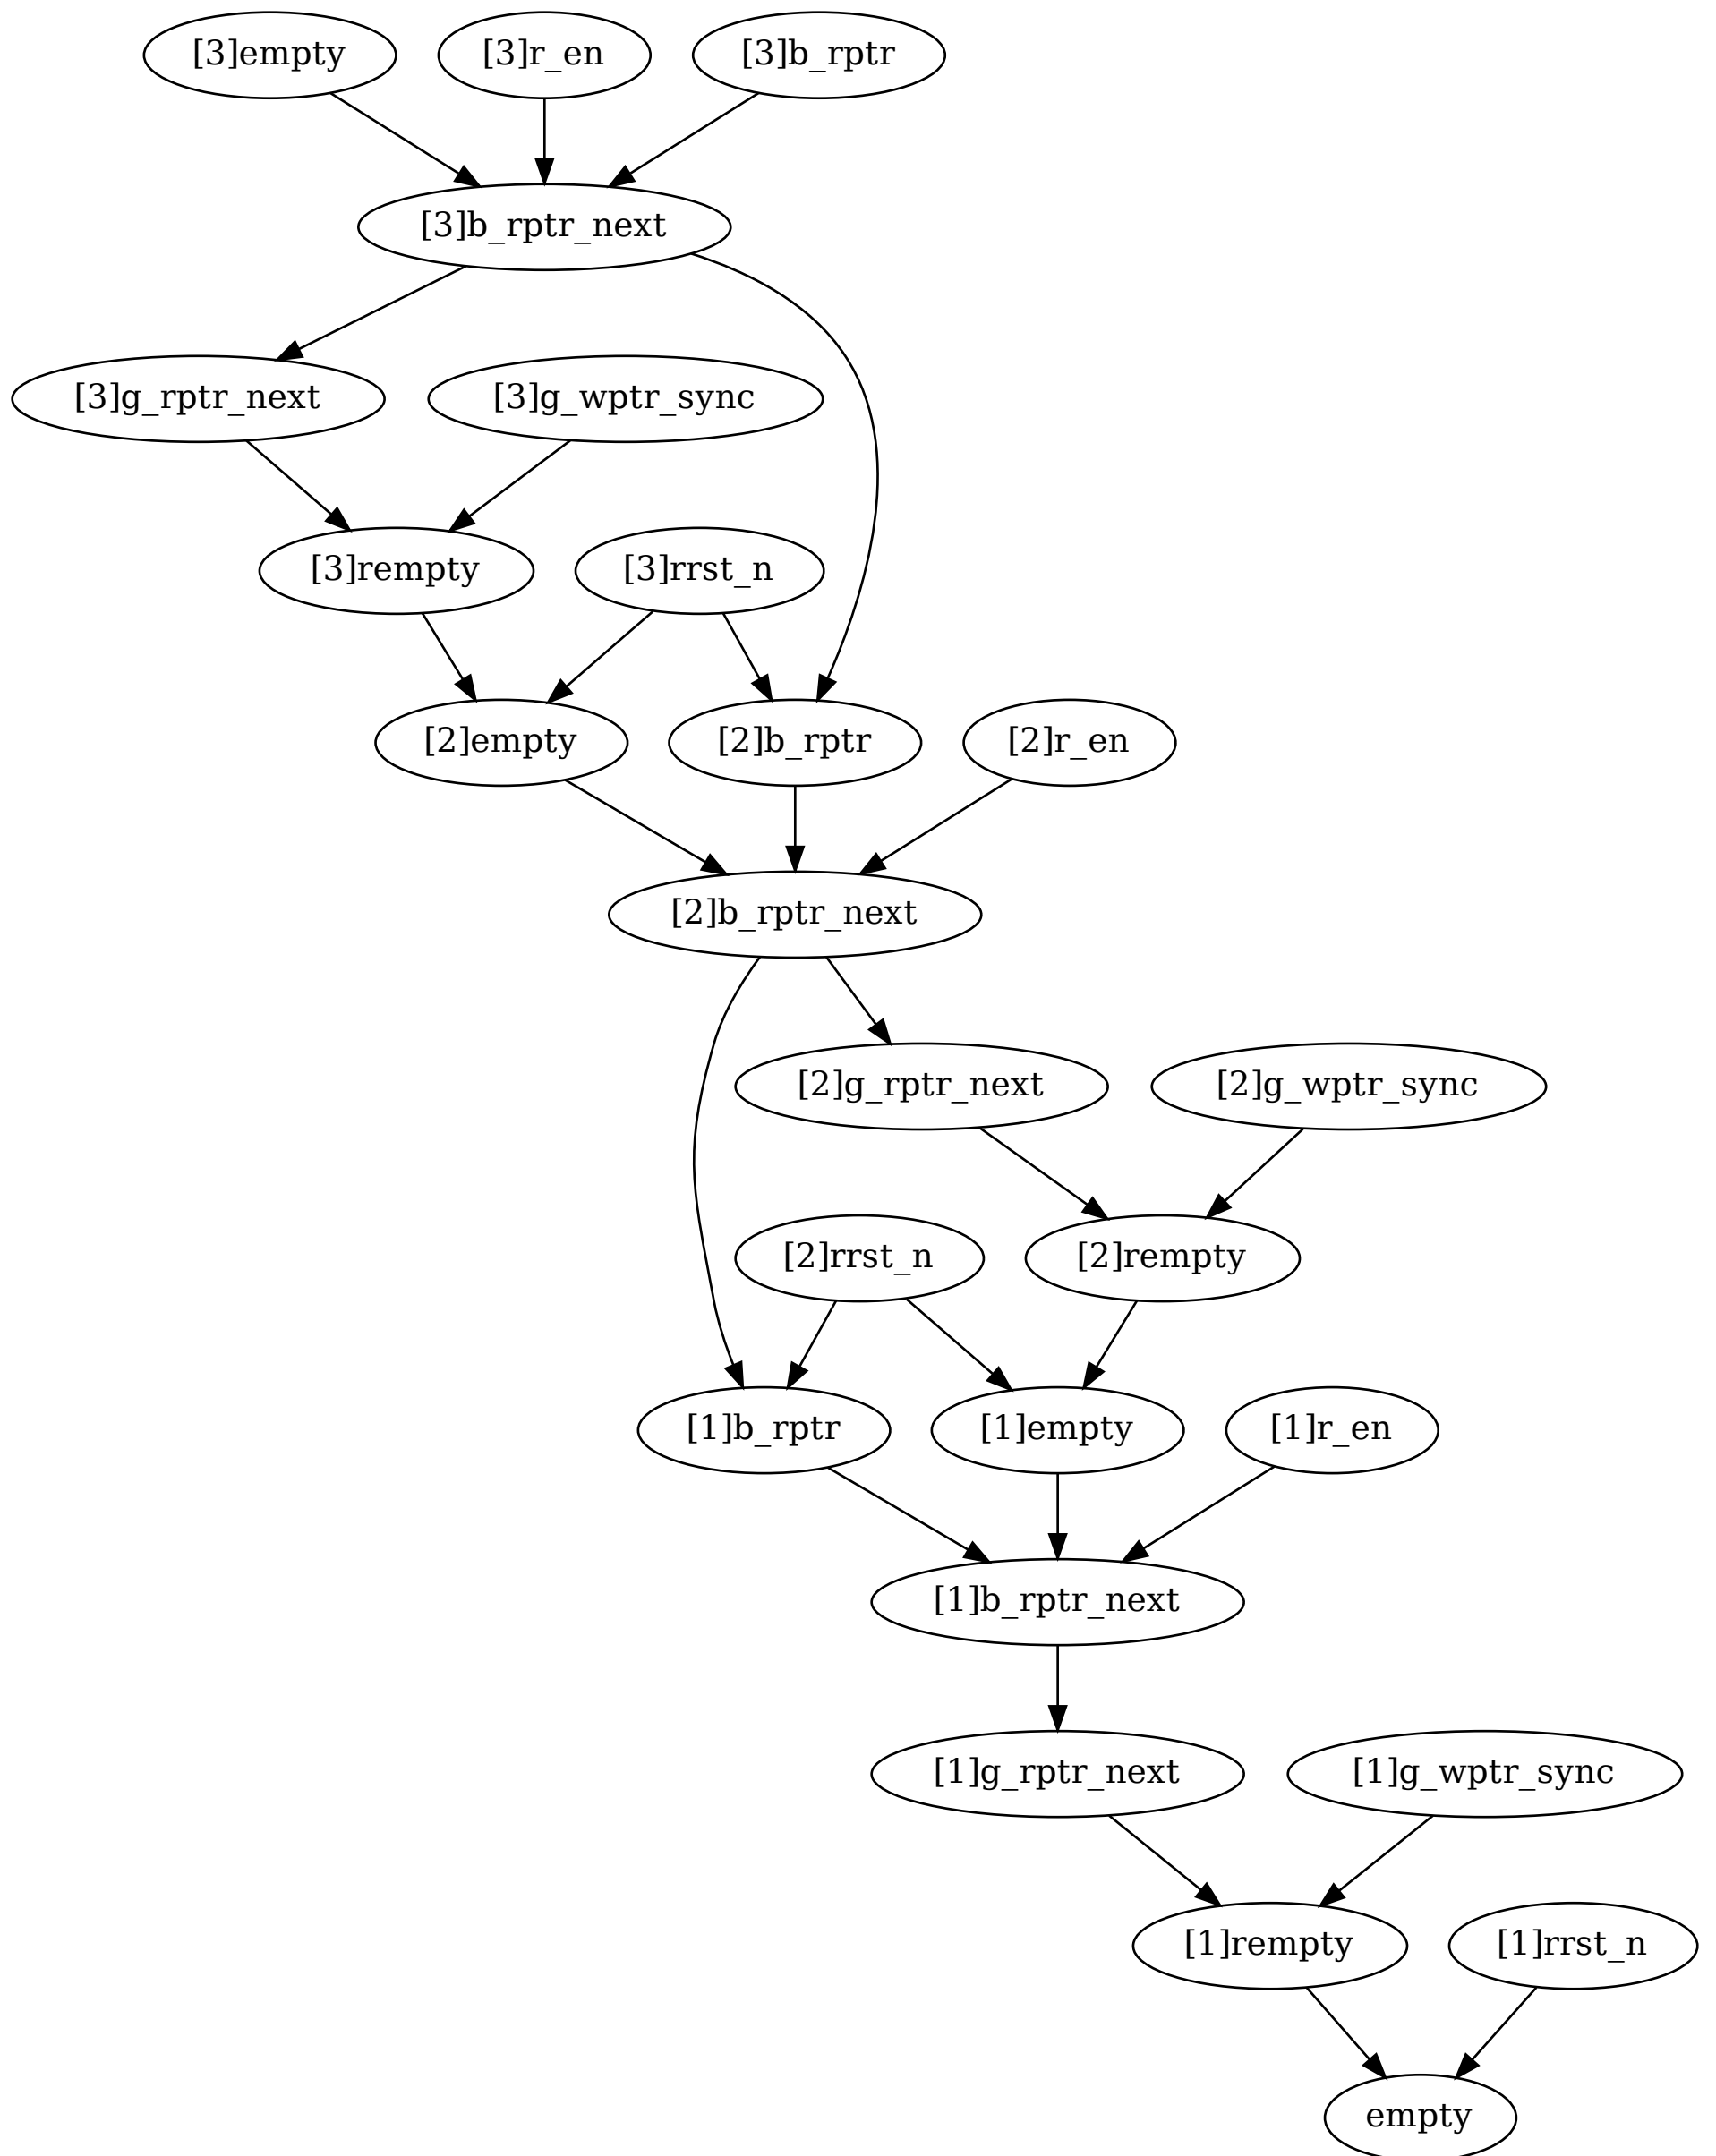 [3]empty
[3]r_en
[3]b_rptr
[3]b_rptr_next
[3]g_rptr_next
[3]g_wptr_sync
[3]rempty
[3]rrst_n
[2]empty
[2]b_rptr
[2]r_en
[2]b_rptr_next
[2]g_rptr_next
[2]g_wptr_sync
[2]rrst_n
[2]rempty
[1]b_rptr
[1]empty
[1]r_en
[1]b_rptr_next
[1]g_rptr_next
[1]g_wptr_sync
[1]rempty
[1]rrst_n
empty